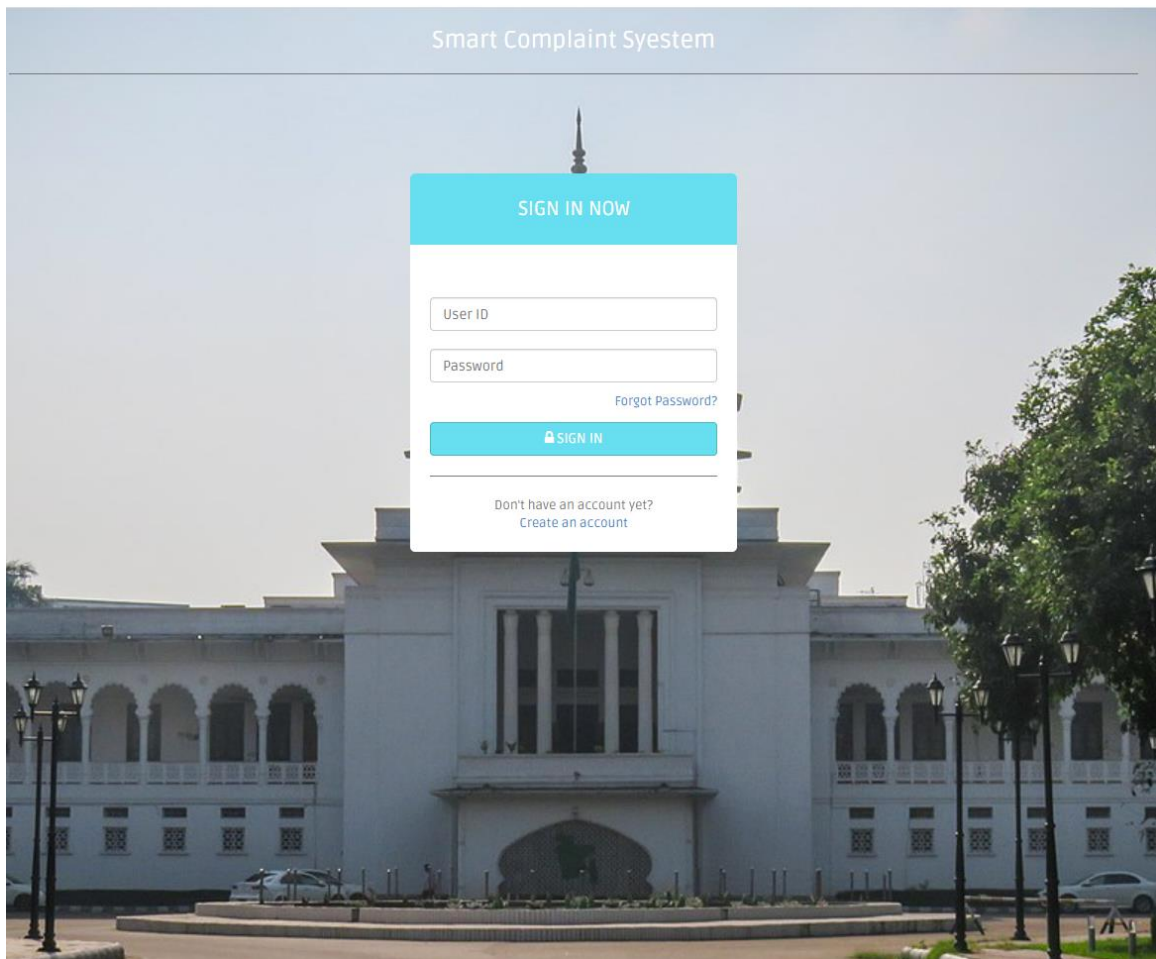 Smart Complaint Syestem
SIGN IN NOW
User ID
Password
Forgot Password?
SIGN IN
Don't have an account yet?
Create an account